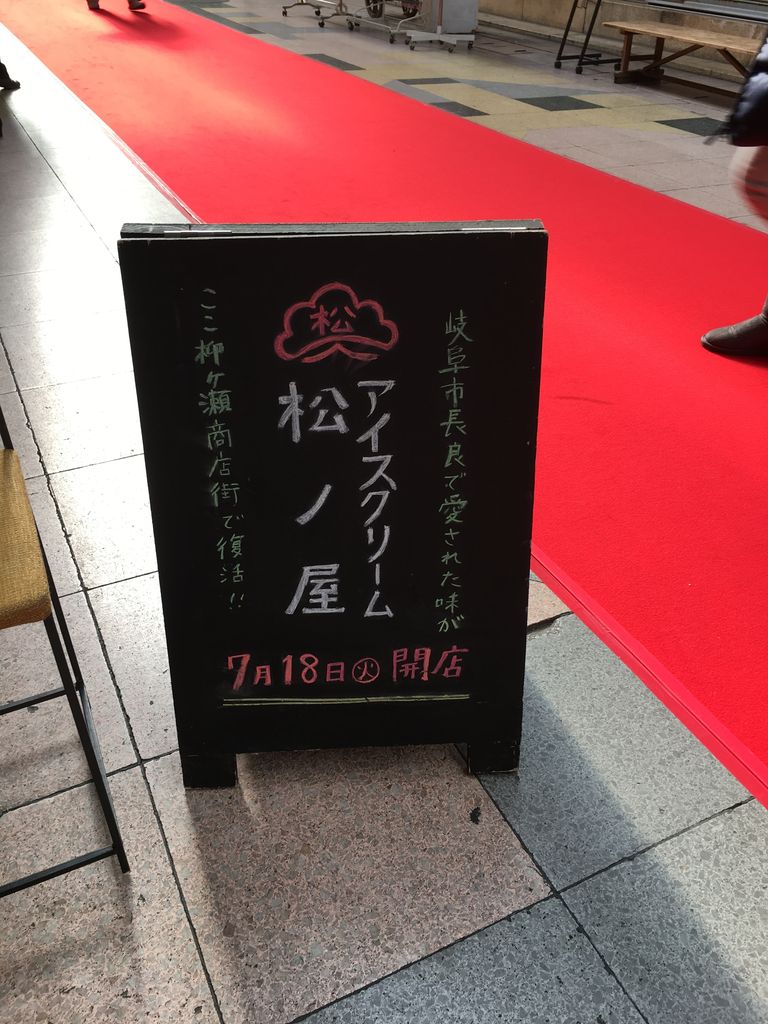 松
岐阜市長良で愛された味が
アイスクリーム
松ノ屋
ここ柳ヶ瀬商店街で復活!!
7月18日㊋開店